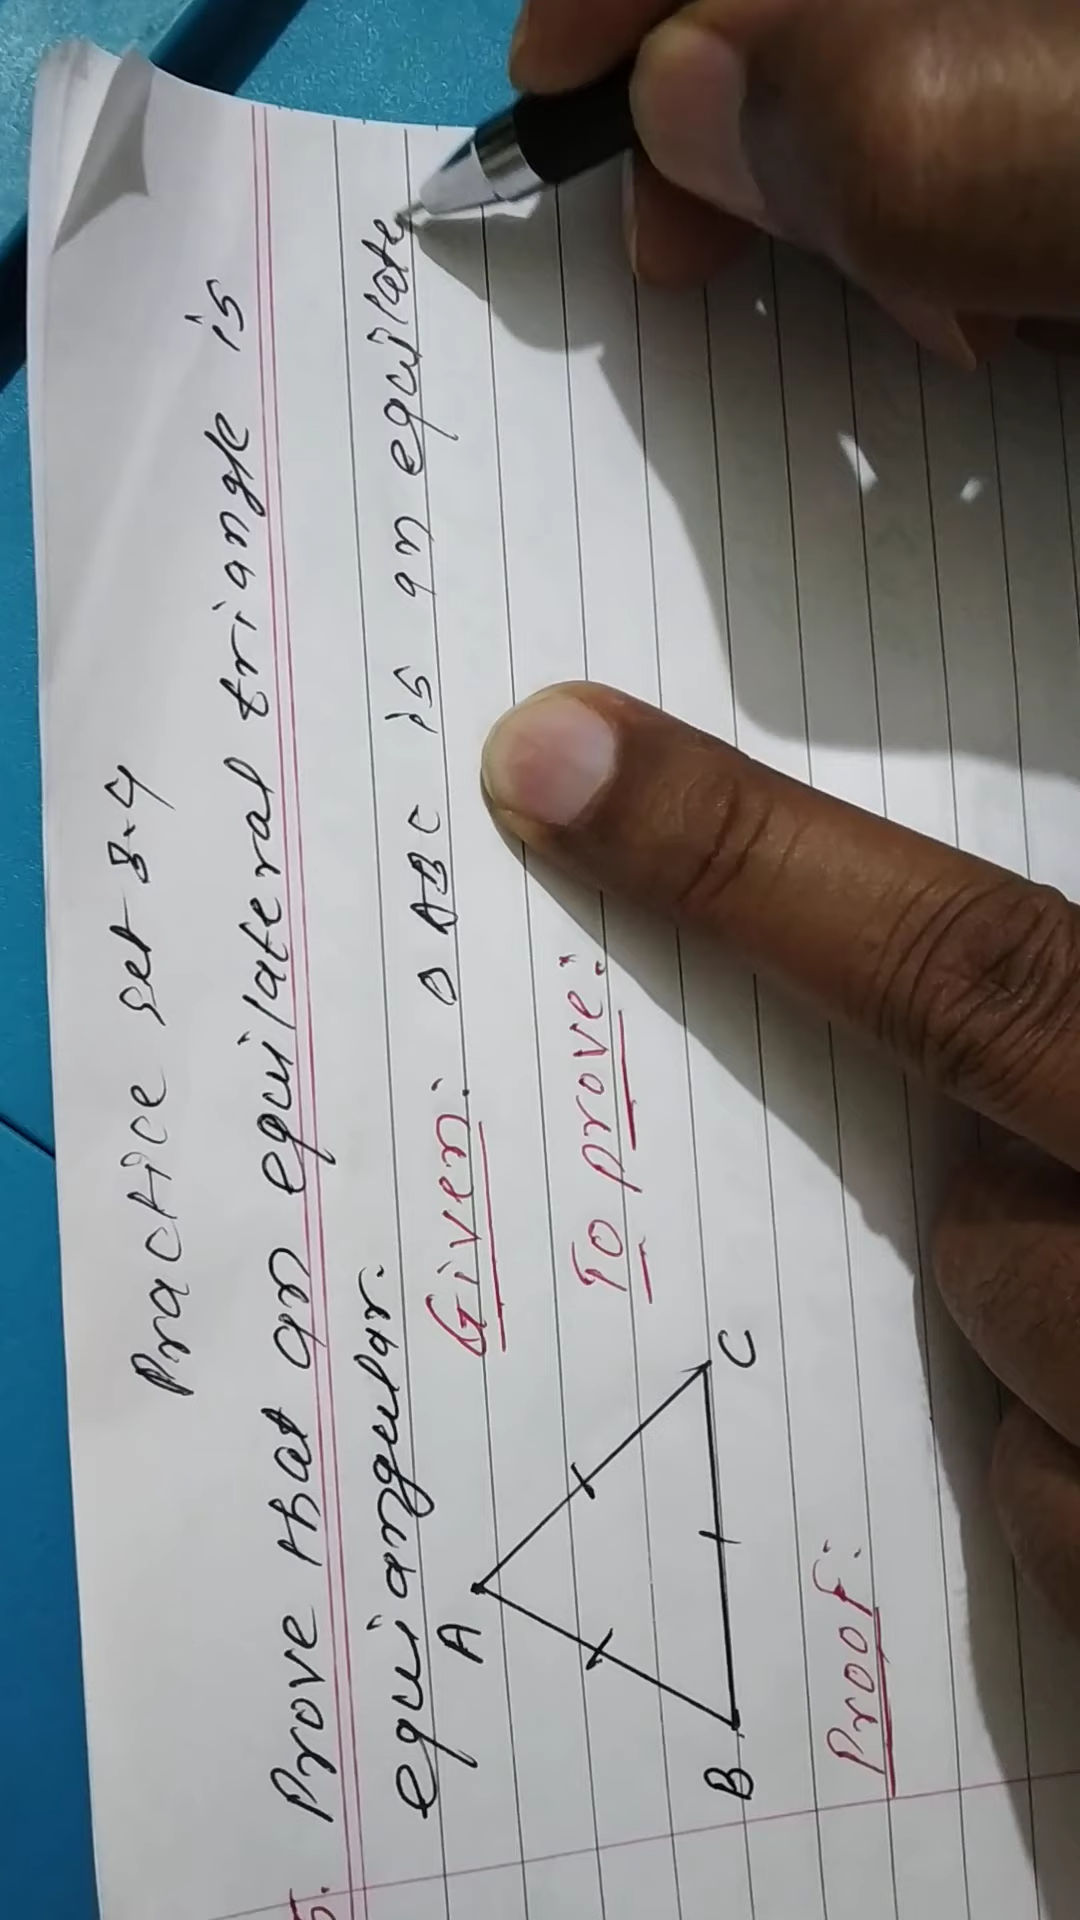 Practice set 3.4
5. Prove that an equilateral triangle is
equiangular.
Given: Δ ABC is an equilate
To prove:
A
B
C
Proof: